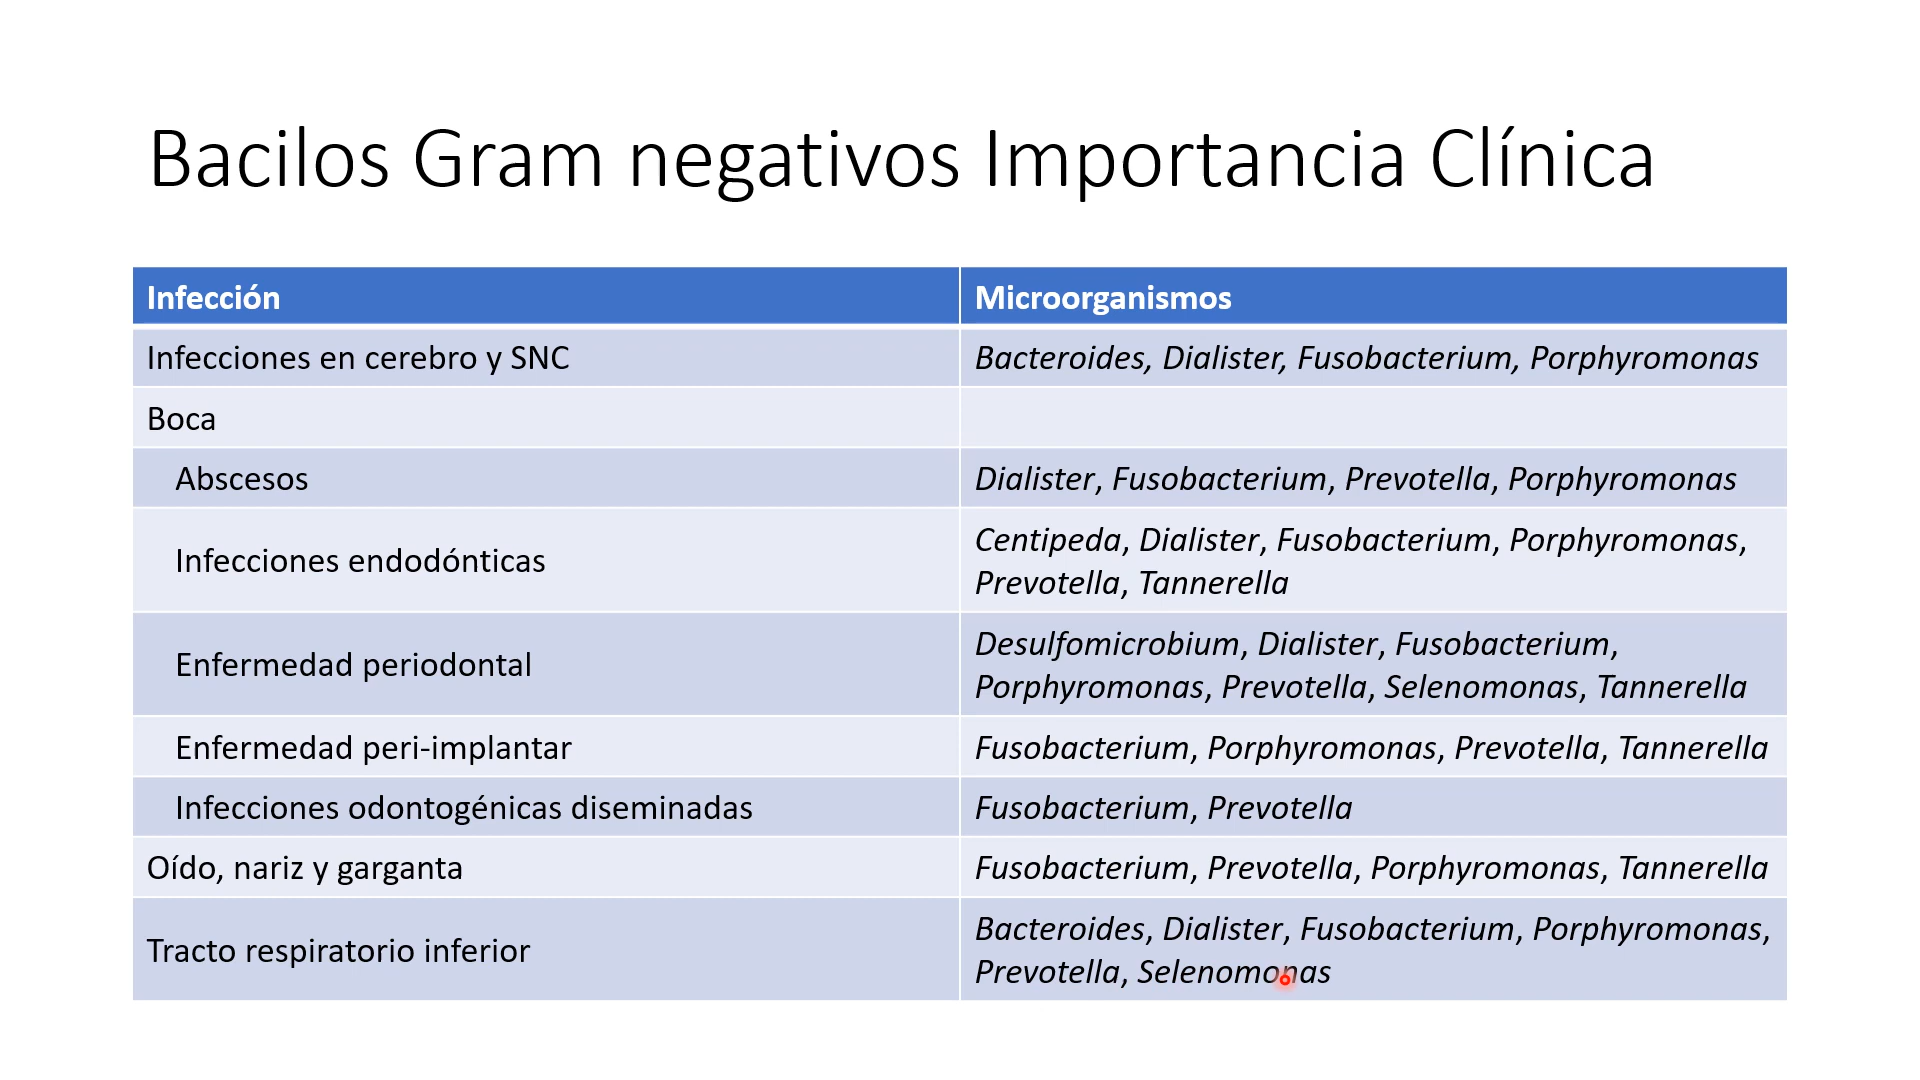 Bacilos Gram negativos Importancia Clínica
Infección
Microorganismos
Infecciones en cerebro y SNC
Bacteroides, Dialister, Fusobacterium, Porphyromonas
Boca
Abscesos
Dialister, Fusobacterium, Prevotella, Porphyromonas
Infecciones endodónticas
Centipeda, Dialister, Fusobacterium, Porphyromonas,
Prevotella, Tannerella
Enfermedad periodontal
Desulfomicrobium, Dialister, Fusobacterium,
Porphyromonas, Prevotella, Selenomonas, Tannerella
Enfermedad peri-implantar
Fusobacterium, Porphyromonas, Prevotella, Tannerella
Infecciones odontogénicas diseminadas
Fusobacterium, Prevotella
Oído, nariz y garganta
Fusobacterium, Prevotella, Porphyromonas, Tannerella
Tracto respiratorio inferior
Bacteroides, Dialister, Fusobacterium, Porphyromonas,
Prevotella, Selenomonas